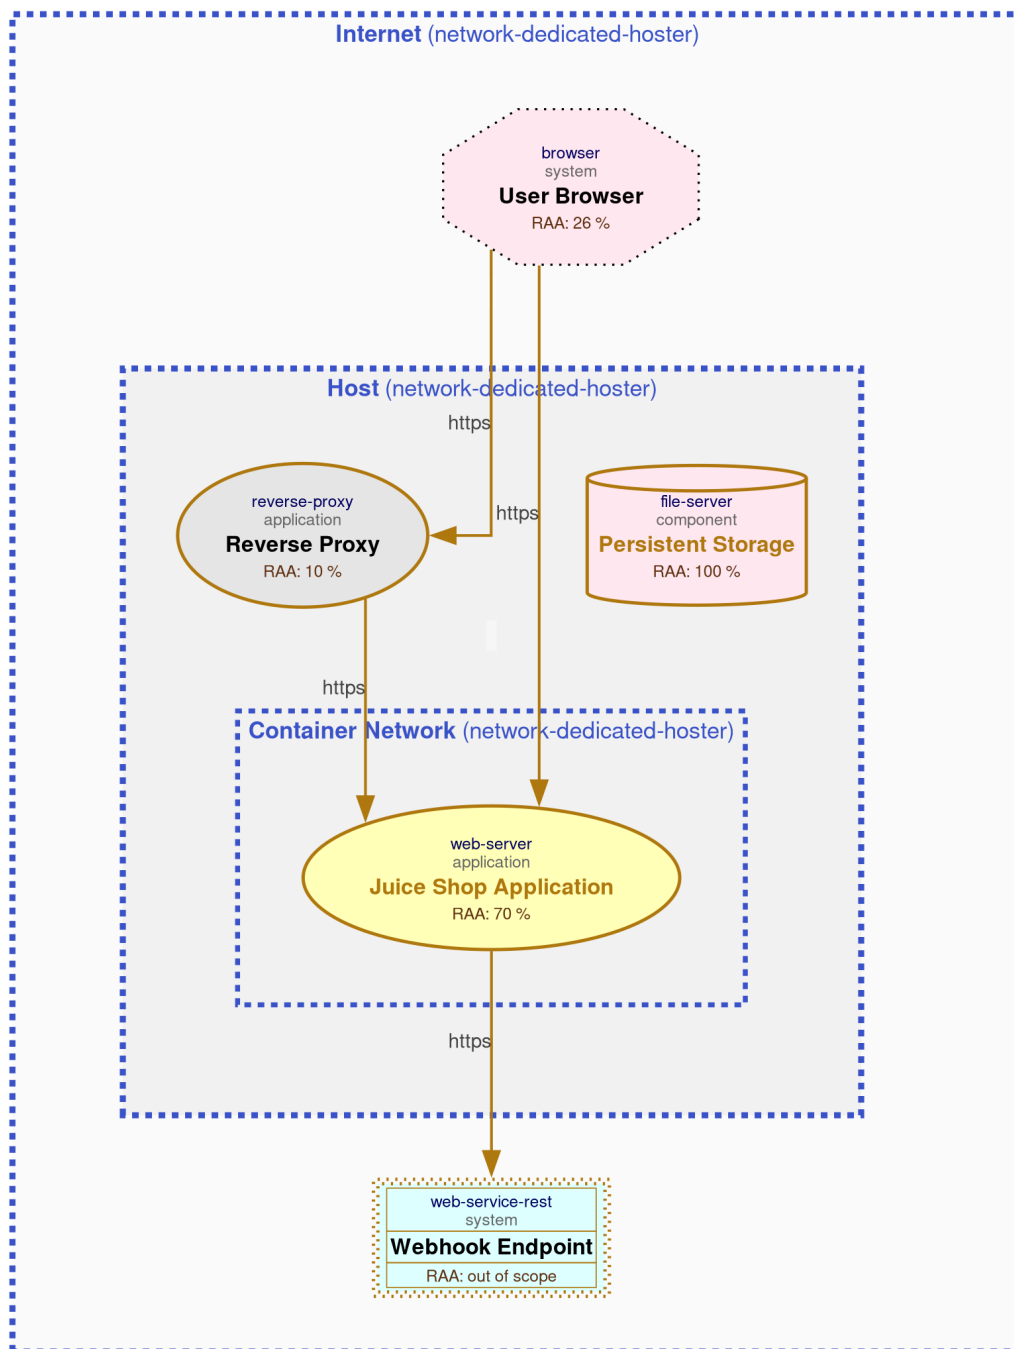 Internet (network-dedicated-hoster)
browser
system
User Browser
RAA: 26 %
Host (network-dedicated-hoster)
https
https
reverse-proxy
application
Reverse Proxy
RAA: 10 %
file-server
component
Persistent Storage
RAA: 100 %
https
Container Network (network-dedicated-hoster)
web-server
application
Juice Shop Application
RAA: 70 %
https
web-service-rest
system
Webhook Endpoint
RAA: out of scope